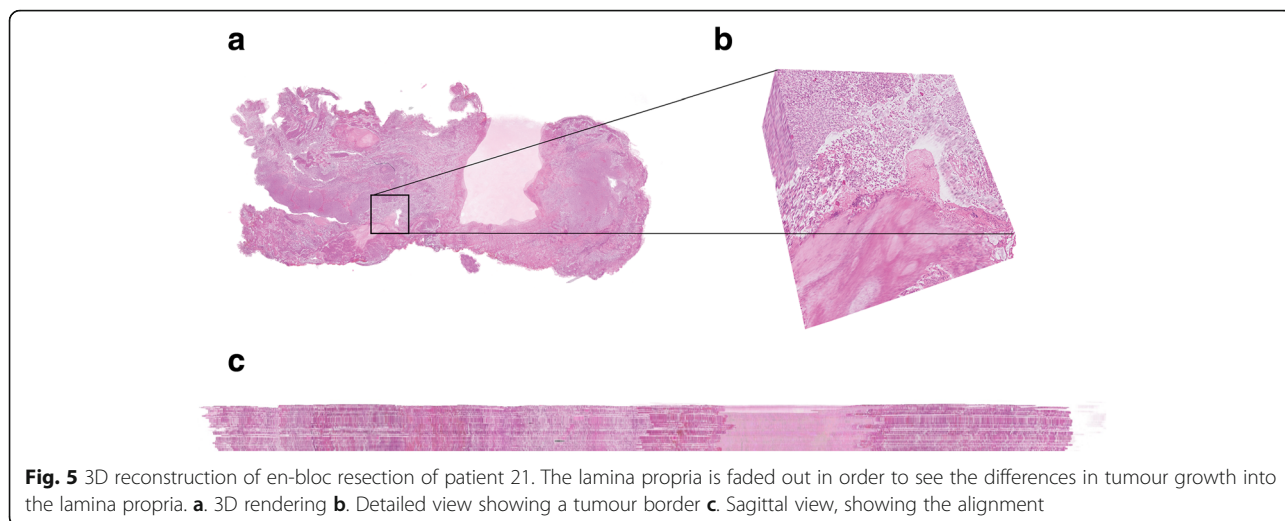 a
b
c
Fig. 5 3D reconstruction of en-bloc resection of patient 21. The lamina propria is faded out in order to see the differences in tumour growth into
the lamina propria. a. 3D rendering b. Detailed view showing a tumour border c. Sagittal view, showing the alignment